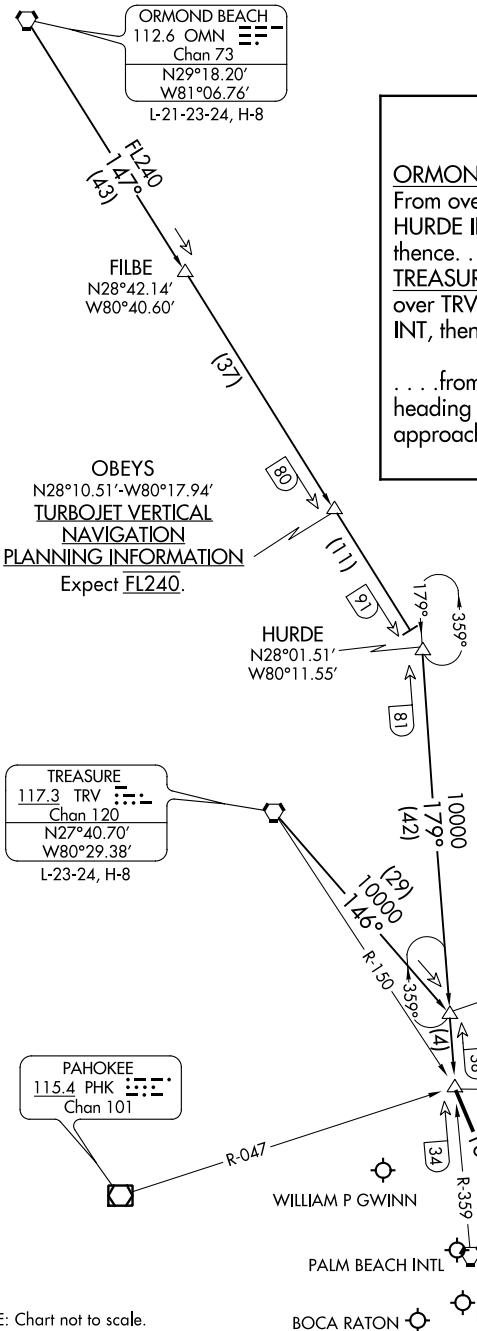 ORMOND BEACH
112.6 OMN
Chan 73
N29°18.20′
W81°06.76′
L-21-23-24, H-8
FL240
147°
(43)
FILBE
N28°42.14′
W80°40.60′
(37)
ORMON
From ove
HURDE I
thence. .
TREASUR
over TRV
INT, then
. . . .from
heading
approach
OBEYS
N28°10.51′-W80°17.94′
TURBOJET VERTICAL
NAVIGATION
PLANNING INFORMATION
Expect FL240.
80
(11)
91
179°
359°
HURDE
N28°01.51′
W80°11.55′
81
10000
179°
(42)
TREASURE
117.3 TRV
Chan 120
N27°40.70′
W80°29.38′
L-23-24, H-8
(29)
10000
146°
R-150
359°
(4)
38
PAHOKEE
115.4 PHK
Chan 101
R-047
34
R-359
WILLIAM P GWINN
PALM BEACH INTL
E: Chart not to scale.
BOCA RATON